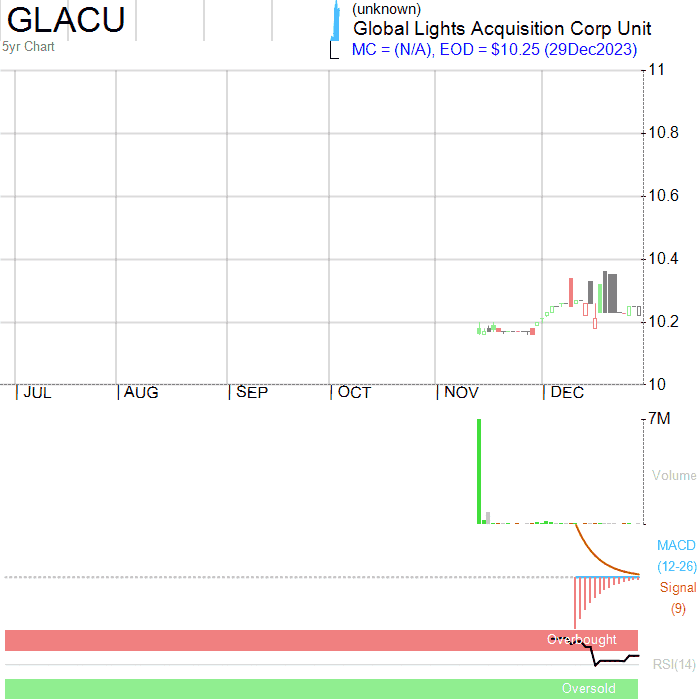 GLACU
5yr Chart
(unknown)
Global Lights Acquisition Corp Unit
MC = (N/A), EOD = $10.25 (29Dec2023)
11
10.8
10.6
10.4
10.2
10
JUL
AUG
SEP
OCT
NOV
DEC
7M
Volume
MACD
(12-26)
Signal
(9)
Overbought
RSI(14)
Oversold